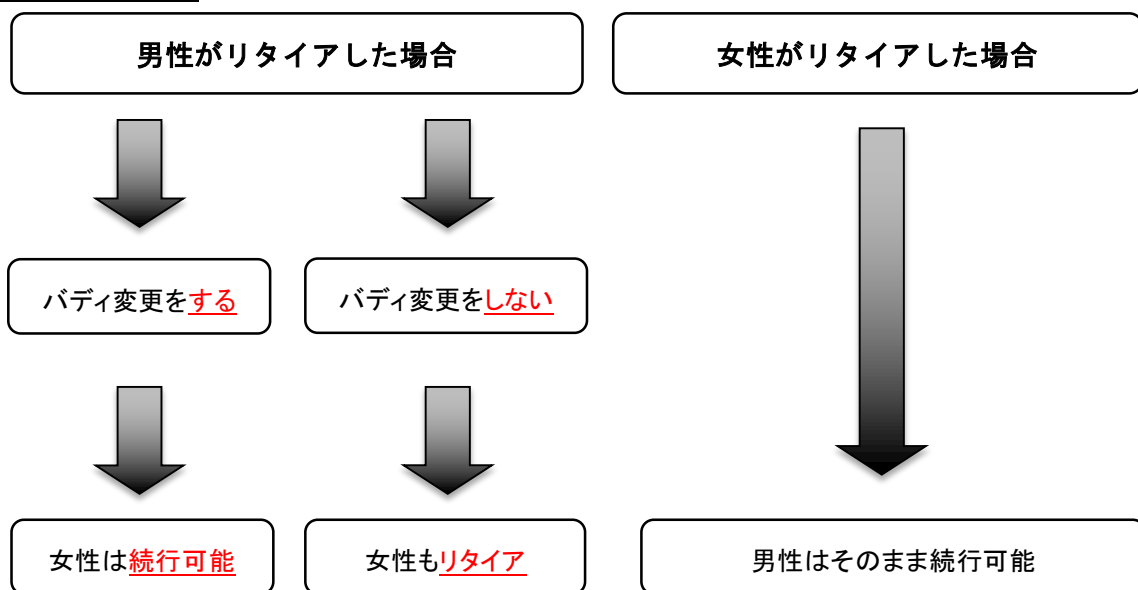 男性がリタイアした場合
女性がリタイアした場合
バディ変更をする
バディ変更をしない
女性は続行可能
女性もリタイア
男性はそのまま続行可能